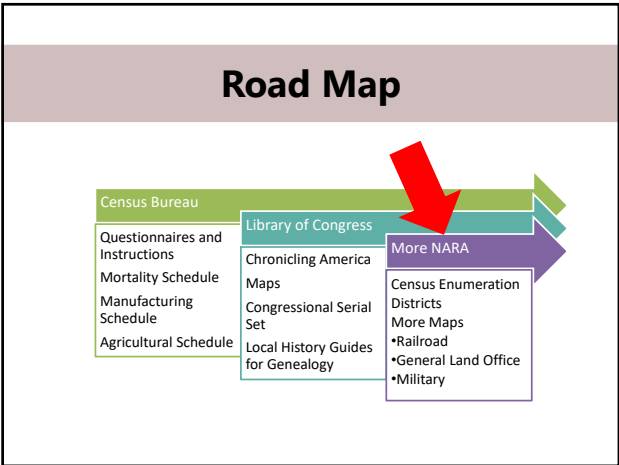 Road Map
Census Bureau
Questionnaires and
Instructions
Mortality Schedule
Manufacturing
Schedule
Agricultural Schedule
Library of Congress
Chronicling America
Maps
Congressional Serial
Set
Local History Guides
for Genealogy
More NARA
Census Enumeration
Districts
More Maps
•Railroad
•General Land Office
•Military